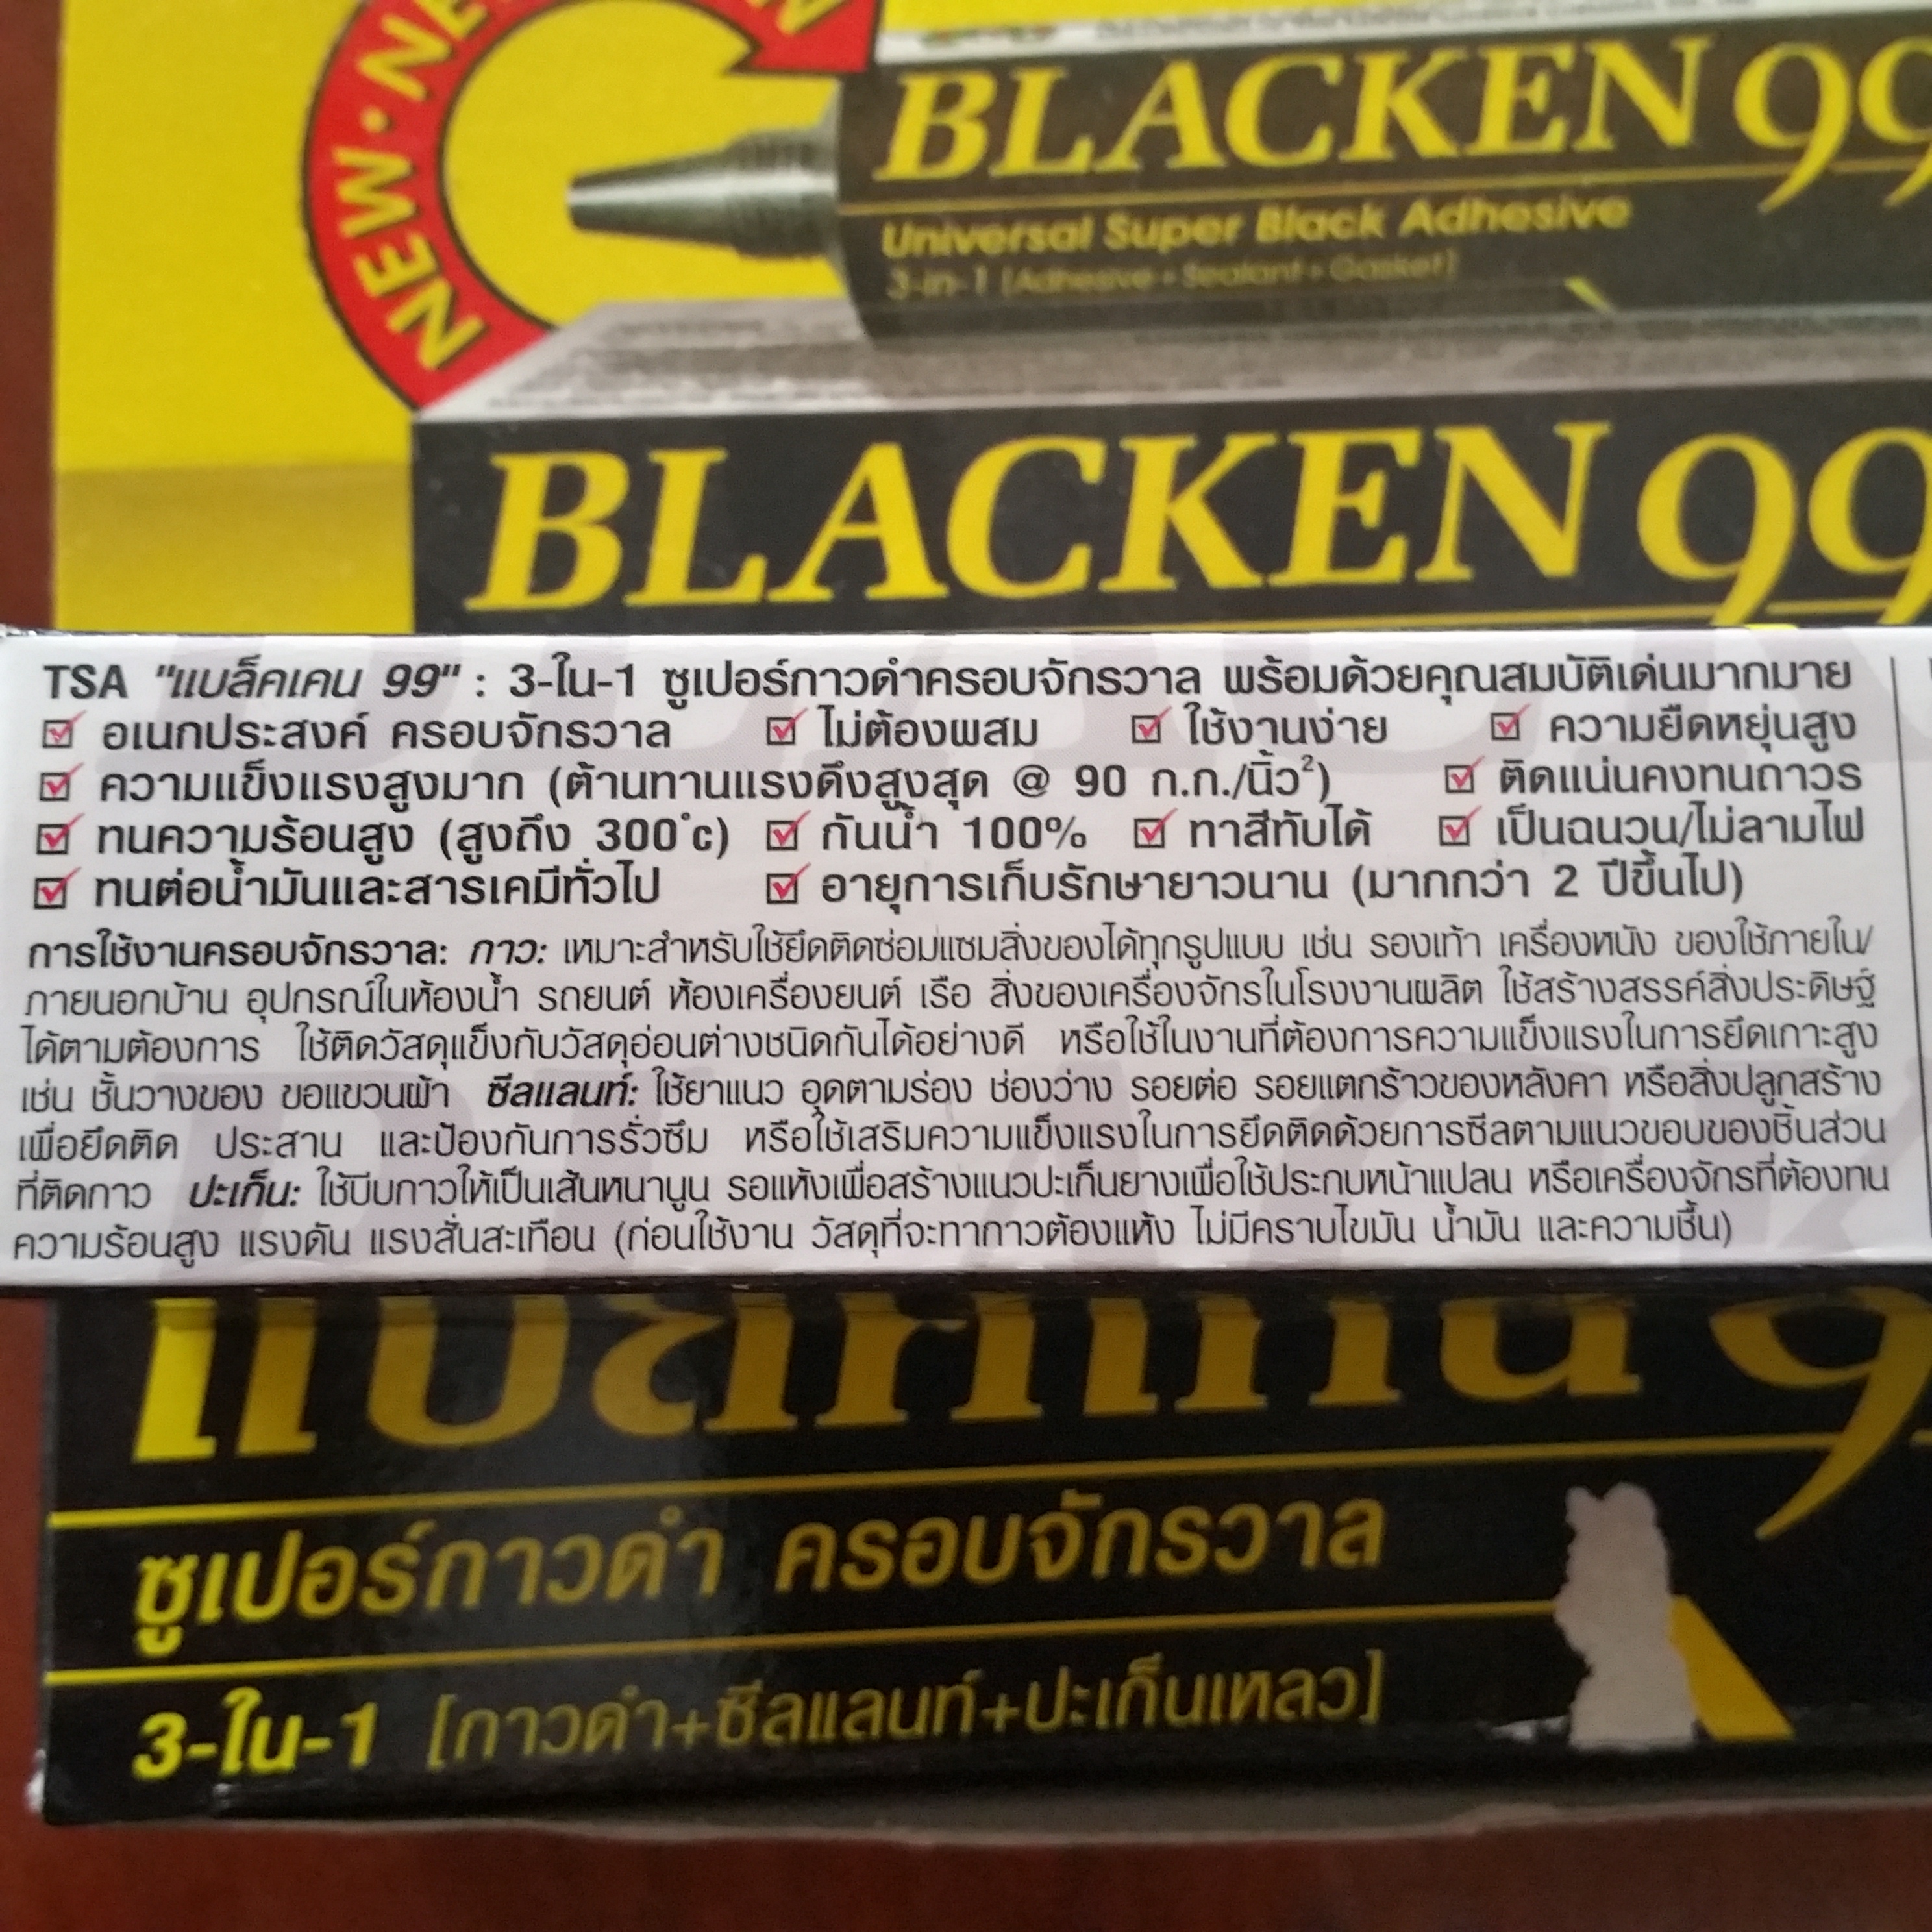 NEW • NE
BLACKEN 99
Universal Super Black Adhesive
3-in-1 [Adhesive + Sealant + Gasket]
BLACKEN 99
TSA "แบล็คเคน 99" : 3-ใน-1 ซูเปอร์กาวดำครอบจักรวาล พร้อมด้วยคุณสมบัติเด่นมากมาย
☑ อเนกประสงค์ ครอบจักรวาล ☑ ไม่ต้องผสม ☑ ใช้งานง่าย ☑ ความยืดหยุ่นสูง
☑ ความแข็งแรงสูงมาก (ต้านทานแรงดึงสูงสุด @ 90 ก.ก./นิ้ว²) ☑ ติดแน่นคงทนถาวร
☑ ทนความร้อนสูง (สูงถึง 300°c) ☑ กันน้ำ 100% ☑ ทาสีทับได้ ☑ เป็นฉนวน/ไม่ลามไฟ
☑ ทนต่อน้ำมันและสารเคมีทั่วไป ☑ อายุการเก็บรักษายาวนาน (มากกว่า 2 ปีขึ้นไป)
การใช้งานครอบจักรวาล: กาว: เหมาะสำหรับใช้ยึดติดซ่อมแซมสิ่งของได้ทุกรูปแบบ เช่น รองเท้า เครื่องหนัง ของใช้ภายใน/
ภายนอกบ้าน อุปกรณ์ในห้องน้ำ รถยนต์ ห้องเครื่องยนต์ เรือ สิ่งของเครื่องจักรในโรงงานผลิต ใช้สร้างสรรค์สิ่งประดิษฐ์
ได้ตามต้องการ ใช้ติดวัสดุแข็งกับวัสดุอ่อนต่างชนิดกันได้อย่างดี หรือใช้ในงานที่ต้องการความแข็งแรงในการยึดเกาะสูง
เช่น ชั้นวางของ ขอแขวนผ้า ซีลแลนท์: ใช้ยาแนว อุดตามร่อง ช่องว่าง รอยต่อ รอยแตกร้าวของหลังคา หรือสิ่งปลูกสร้าง
เพื่อยึดติด ประสาน และป้องกันการรั่วซึม หรือใช้เสริมความแข็งแรงในการยึดติดด้วยการซีลตามแนวขอบของชิ้นส่วน
ที่ติดกาว ปะเก็น: ใช้บีบกาวให้เป็นเส้นหนานูน รอแห้งเพื่อสร้างแนวปะเก็นยางเพื่อใช้ประกบหน้าแปลน หรือเครื่องจักรที่ต้องทน
ความร้อนสูง แรงดัน แรงสั่นสะเทือน (ก่อนใช้งาน วัสดุที่จะทากาวต้องแห้ง ไม่มีคราบไขมัน น้ำมัน และความชื้น)
ซูเปอร์กาวดำ ครอบจักรวาล
3-ใน-1 [กาวดำ+ซีลแลนท์+ปะเก็นเหลว]